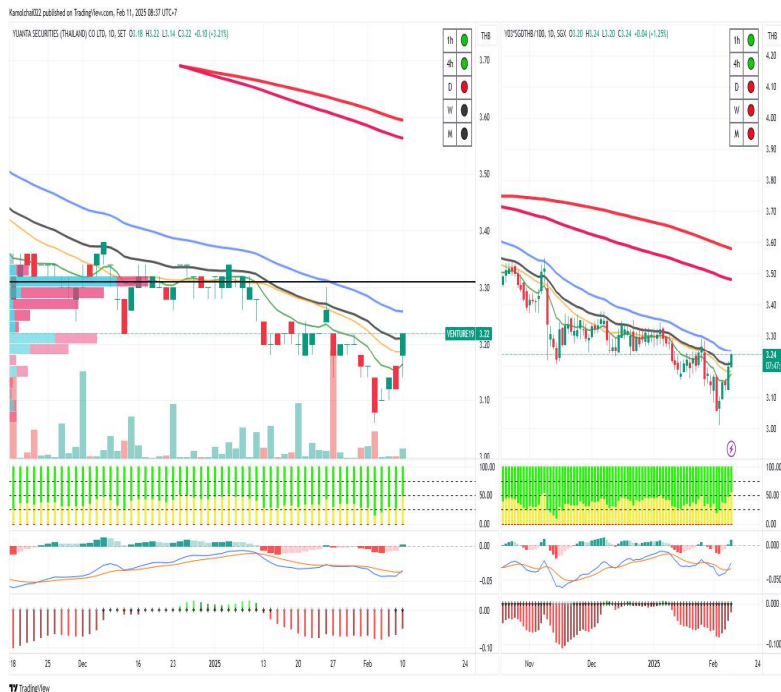 Kamolchai022 published on TradingView.com, Feb 11, 2025 08:37 UTC+7
YUANTA SECURITIES (THAILAND) CO LTD, 1D, SET O3.18 H3.22 L3.14 C3.22 +0.10 (+3.21%)
THB
1h
4h
D
W
M
3.70
3.60
3.50
3.40
3.30
VENTURE19 3.22
3.20
3.10
3.00
100.00
50.00
0.00
0.00
-0.05
0.00
-0.10
18 25 Dec 16 23 2025 13 20 27 Feb 10 24
Y03*SGDTHB/100, 1D, SGX O3.20 H3.24 L3.20 C3.24 +0.04 (+1.25%)
THB
1h
4h
D
W
M
4.20
4.10
4.00
3.90
3.80
3.70
3.60
3.50
3.40
3.30
3.24
07:47:
3.10
3.00
100.00
50.00
0.00
0.000
-0.050
0.000
-0.100
Nov Dec 2025 Feb 24
TradingView